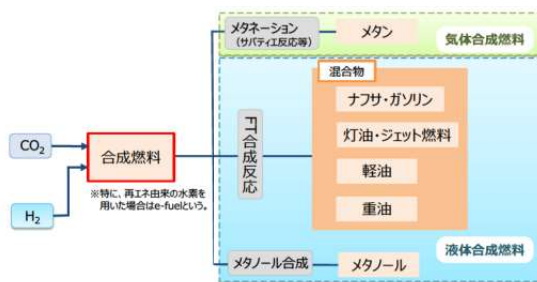 メタネーション
(サバティエ反応等)
メタン
気体合成燃料
混合物
ナフサ・ガソリン
灯油・ジェット燃料
軽油
重油
FT合成反応
CO₂
合成燃料
H₂
※特に、再エネ由来の水素を
用いた場合はe-fuelという。
メタノール合成
メタノール
液体合成燃料